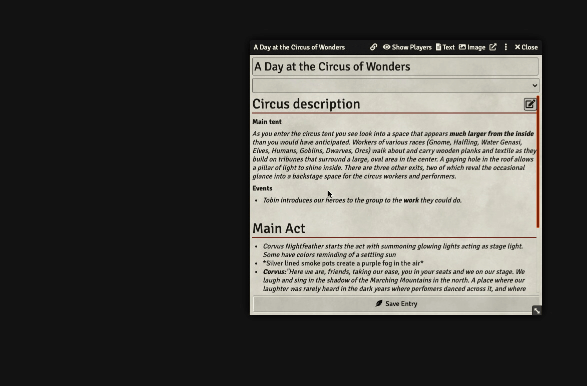 A Day at the Circus of Wonders Show Players Text Image Close
A Day at the Circus of Wonders
Circus description
Main tent
As you enter the circus tent you see look into a space that appears much larger from the inside
than you would have anticipated. Workers of various races (Gnome, Halfling, Water Genasi,
Elves, Humans, Goblins, Dwarves, Orcs) walk about and carry wooden planks and textile as they
build on tribunes that surround a large, oval area in the center. A gaping hole in the roof allows
a pillar of light to shine inside. There are three other exits, two of which reveal the occasional
glance into a backstage space for the circus workers and performers.
Events
• Tobin introduces our heroes to the group to the work they could do.
Main Act
• Corvus Nightfeather starts the act with summoning glowing lights acting as stage light.
Some have colors reminding of a settling sun
• *Sliver lined smoke pots create a purple fog in the air*
• Corvus: "Here we are, friends, taking our ease, you in your seats and we on our stage. We
laugh and sing in the shadow of the Marching Mountains in the north. A place where our
laughter was rarely heard in the dark years where perfomers danced across it, and where
Save Entry